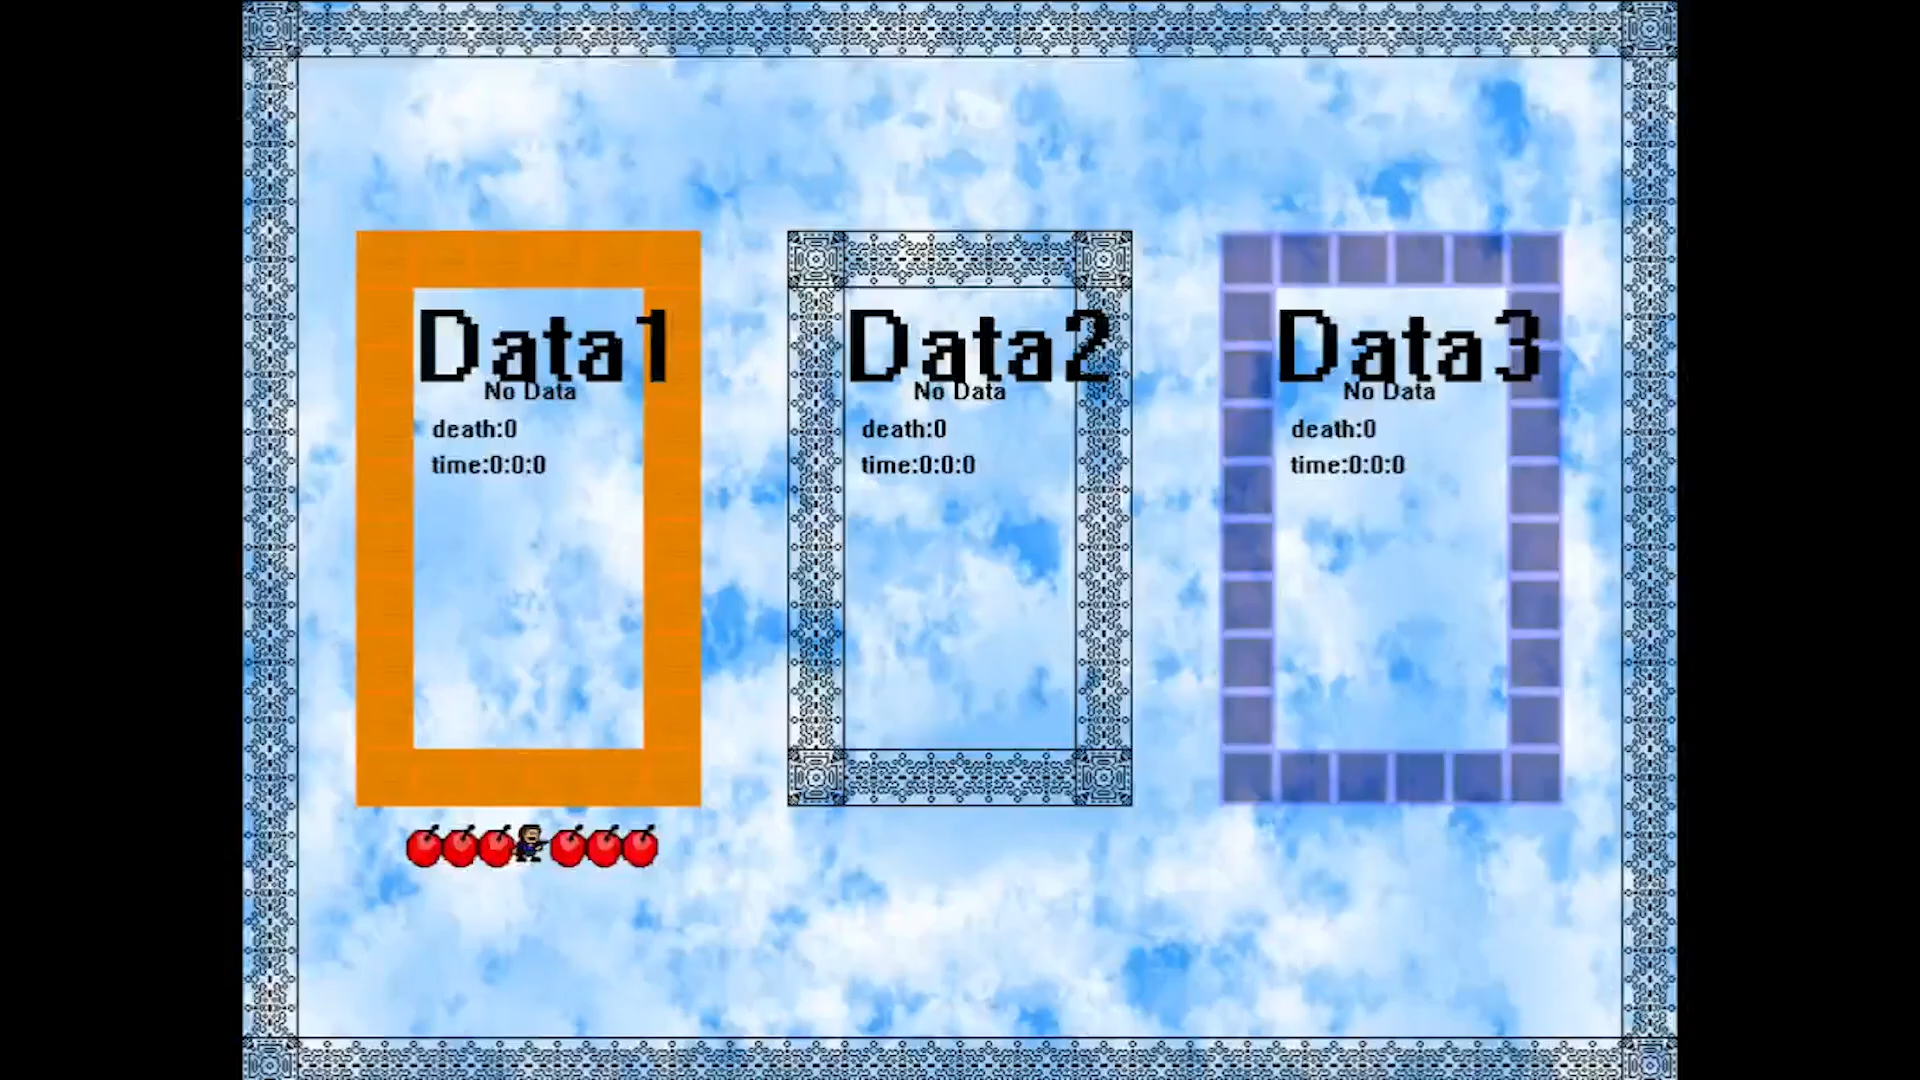 Data1
No Data
death:0
time:0:0:0
Data2
No Data
death:0
time:0:0:0
Data3
No Data
death:0
time:0:0:0